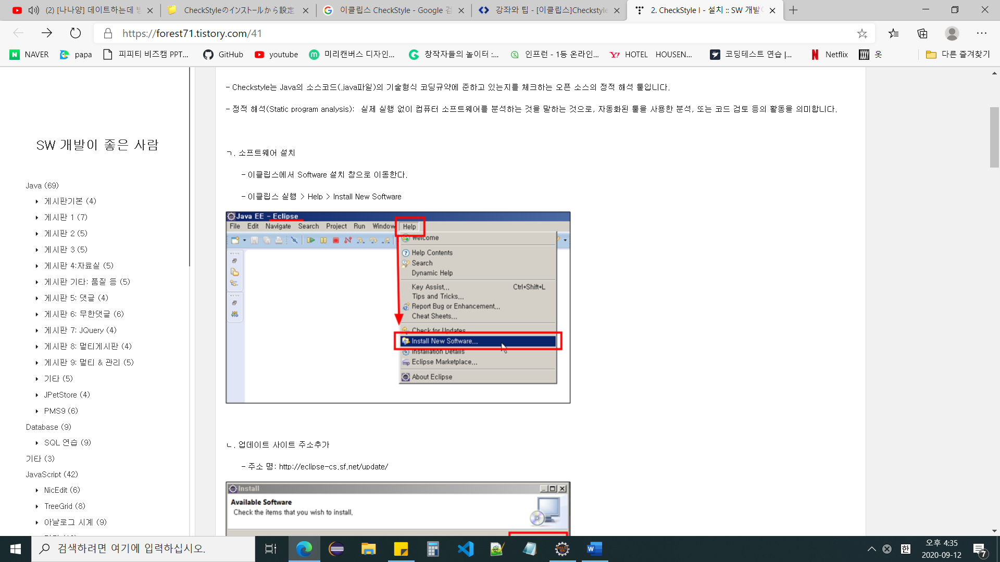 (2) [나나양] 데이트하는데 방
CheckStyleのインストールから設定
이클립스 CheckStyle - Google 검
강좌와 팁 - [이클립스]Checkstyle
2. CheckStyle I - 설치 :: SW 개발이
https://forest71.tistory.com/41
NAVER
papa
피피티 비즈캠 PPT...
GitHub
youtube
미리캔버스 디자인...
창작자들의 놀이터 :...
인프런 - 1등 온라인...
HOTEL HOUSEN...
코딩테스트 연습 |...
Netflix
옷
다른 즐겨찾기
SW 개발이 좋은 사람
Java (69)
게시판기본 (4)
게시판 1 (7)
게시판 2 (5)
게시판 3 (5)
게시판 4:자료실 (5)
게시판 기타: 품질 등 (5)
게시판 5: 댓글 (4)
게시판 6: 무한댓글 (6)
게시판 7: JQuery (4)
게시판 8: 멀티게시판 (4)
게시판 9: 멀티 & 관리 (5)
기타 (5)
JPetStore (4)
PMS9 (6)
Database (9)
SQL 연습 (9)
기타 (3)
JavaScript (42)
NicEdit (6)
TreeGrid (8)
아날로그 시계 (9)
- Checkstyle는 Java의 소스코드(.java파일)의 기술형식 코딩규약에 준하고 있는지를 체크하는 오픈 소스의 정적 해석 툴입니다.
- 정적 해석(Static program analysis): 실제 실행 없이 컴퓨터 소프트웨어를 분석하는 것을 말하는 것으로, 자동화된 툴을 사용한 분석, 또는 코드 검토 등의 활동을 의미합니다.
ㄱ. 소프트웨어 설치
- 이클립스에서 Software 설치 창으로 이동한다.
- 이클립스 실행 > Help > Install New Software
Java EE - Eclipse
File Edit Navigate Search Project Run Window Help
Welcome
Help Contents
Search
Dynamic Help
Key Assist... Ctrl+Shift+L
Tips and Tricks...
Report Bug or Enhancement...
Cheat Sheets...
Check for Updates
Install New Software...
Installation Details
Eclipse Marketplace...
About Eclipse
ㄴ. 업데이트 사이트 주소추가
- 주소 명: http://eclipse-cs.sf.net/update/
Install
Available Software
Check the items that you wish to install.
검색하려면 여기에 입력하십시오.
한
오후 4:35
2020-09-12
7